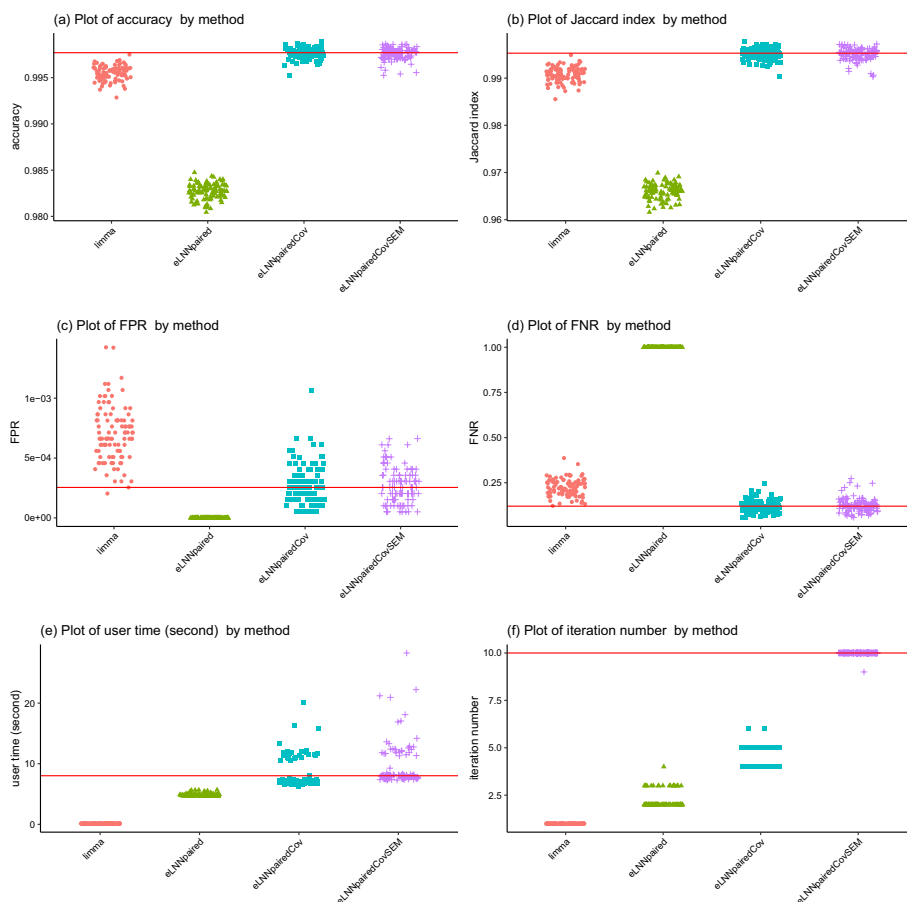 (a) Plot of accuracy by method
accuracy
0.995
0.990
0.985
0.980
limma
eLNNpaired
eLNNpairedCov
eLNNpairedCovSEM
(b) Plot of Jaccard index by method
Jaccard index
0.99
0.98
0.97
0.96
limma
eLNNpaired
eLNNpairedCov
eLNNpairedCovSEM
(c) Plot of FPR by method
FPR
1e−03
5e−04
0e+00
limma
eLNNpaired
eLNNpairedCov
eLNNpairedCovSEM
(d) Plot of FNR by method
FNR
1.00
0.75
0.50
0.25
limma
eLNNpaired
eLNNpairedCov
eLNNpairedCovSEM
(e) Plot of user time (second) by method
user time (second)
20
10
0
limma
eLNNpaired
eLNNpairedCov
eLNNpairedCovSEM
(f) Plot of iteration number by method
iteration number
10.0
7.5
5.0
2.5
limma
eLNNpaired
eLNNpairedCov
eLNNpairedCovSEM